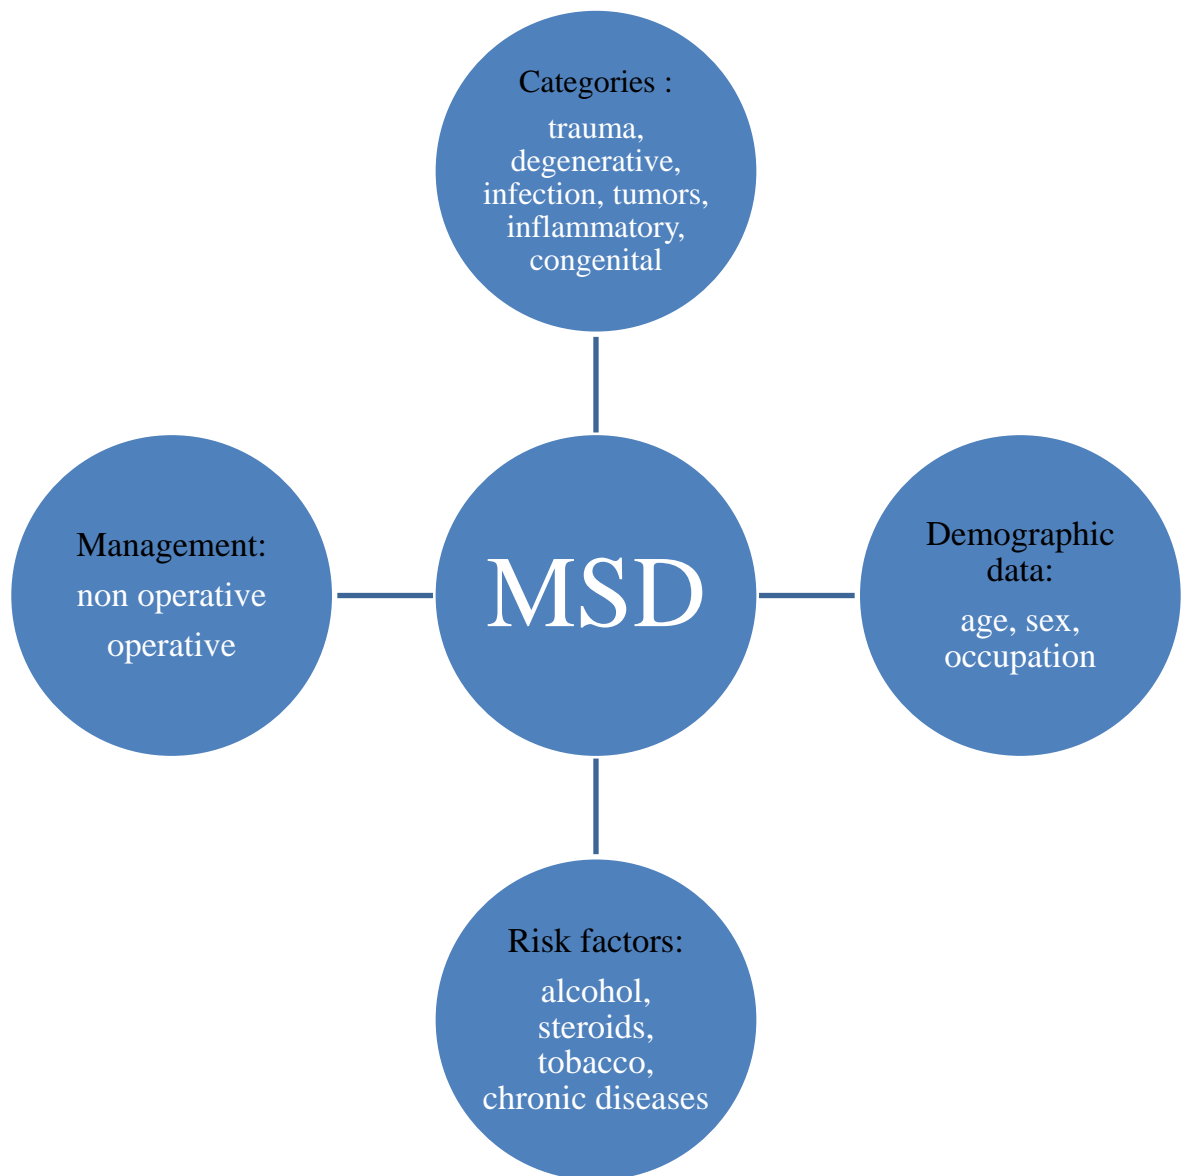 Categories :
trauma,
degenerative,
infection, tumors,
inflammatory,
congenital
Management:
non operative
operative
MSD
Demographic
data:
age, sex,
occupation
Risk factors:
alcohol,
steroids,
tobacco,
chronic diseases